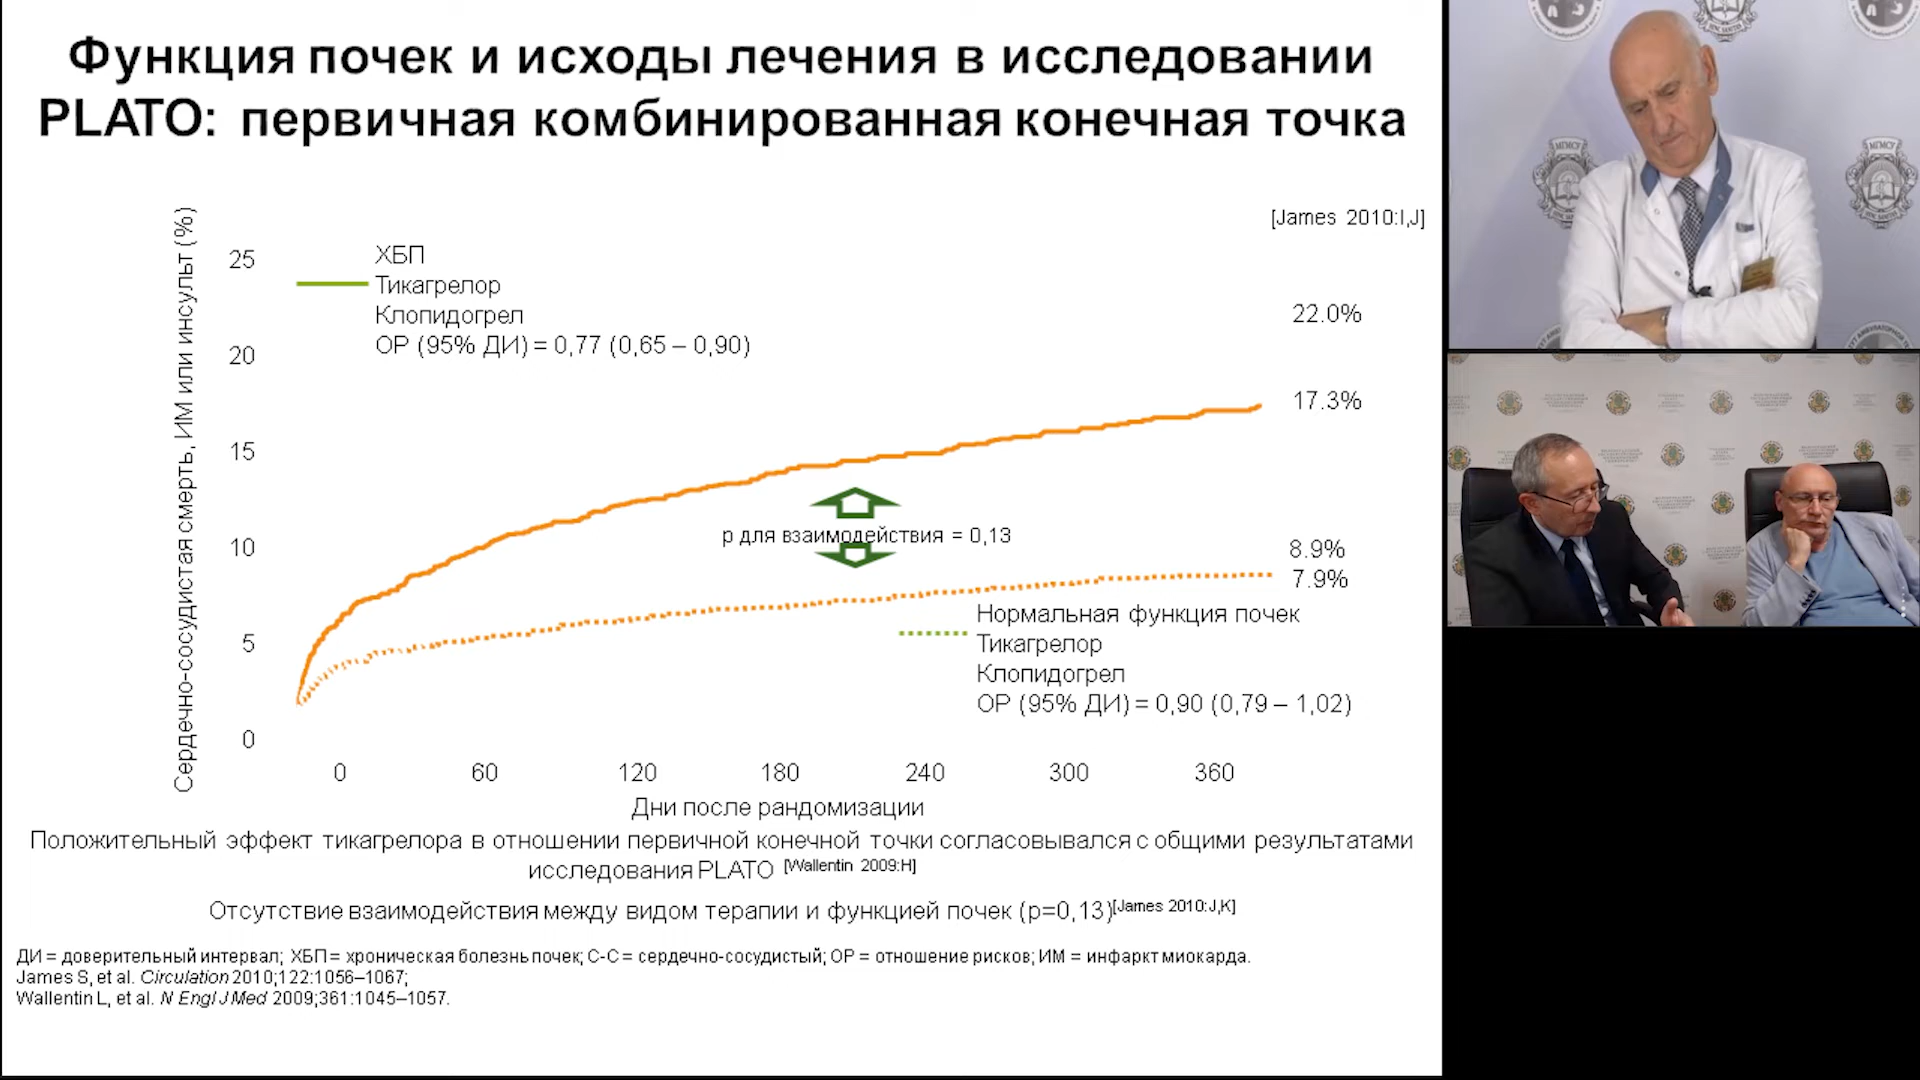 Функция почек и исходы лечения в исследовании
PLATO: первичная комбинированная конечная точка
[James 2010:I,J]
Сердечно-сосудистая смерть, ИМ или инсульт (%)
25
20
15
10
5
0
ХБП
Тикагрелор
Клопидогрел
ОР (95% ДИ) = 0,77 (0,65 – 0,90)
22.0%
17.3%
р для взаимодействия = 0,13
8.9%
7.9%
Нормальная функция почек
Тикагрелор
Клопидогрел
ОР (95% ДИ) = 0,90 (0,79 – 1,02)
0 60 120 180 240 300 360
Дни после рандомизации
Положительный эффект тикагрелора в отношении первичной конечной точки согласовывался с общими результатами
исследования PLATO [Wallentin 2009:H]
Отсутствие взаимодействия между видом терапии и функцией почек (р=0,13)[James 2010:J,K]
ДИ = доверительный интервал; ХБП = хроническая болезнь почек; С-С = сердечно-сосудистый; ОР = отношение рисков; ИМ = инфаркт миокарда.
James S, et al. Circulation 2010;122:1056–1067;
Wallentin L, et al. N Engl J Med 2009;361:1045–1057.
МГМСУ